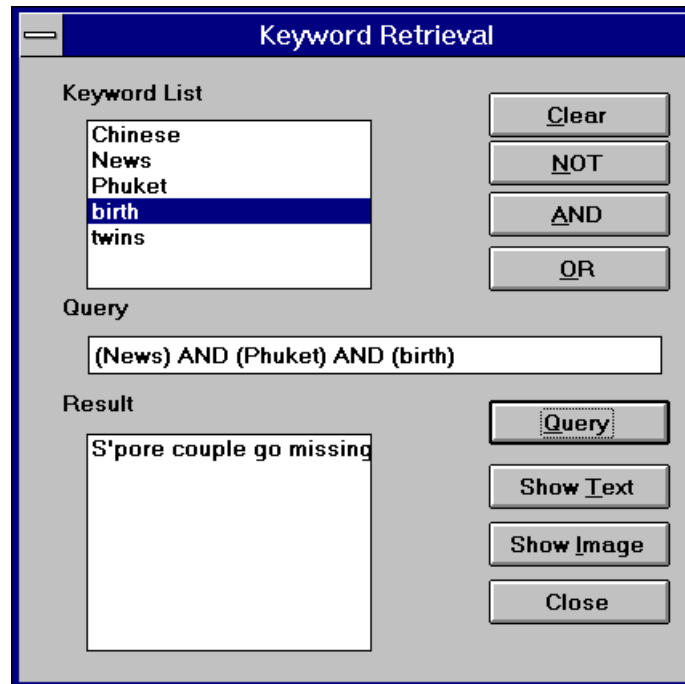 Keyword Retrieval
Keyword List
Chinese
News
Phuket
birth
twins
Clear
NOT
AND
OR
Query
(News) AND (Phuket) AND (birth)
Result
S'pore couple go missing
Query
Show Text
Show Image
Close